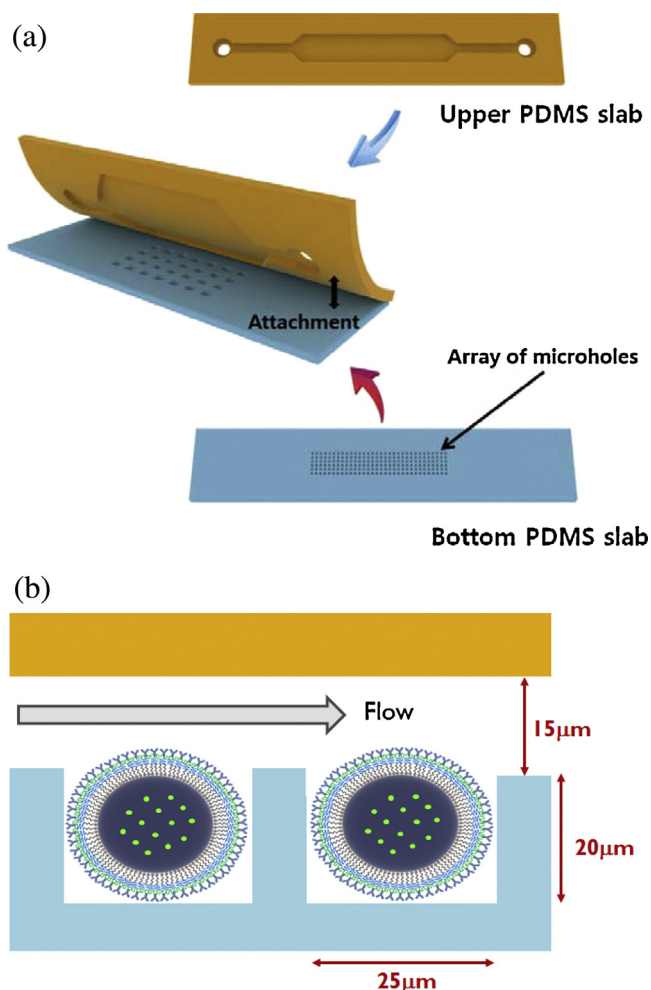 (a)
Upper PDMS slab
Attachment
Array of microholes
Bottom PDMS slab
(b)
Flow
15μm
20μm
25μm